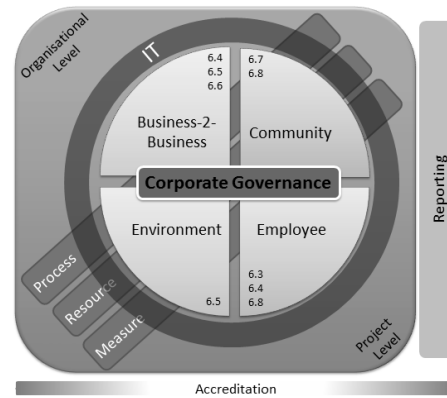 Organisational
Level
IT
6.4
6.5
6.6
6.7
6.8
Business-2-
Business
Community
Corporate Governance
Environment
Employee
6.5
6.3
6.4
6.8
Process
Resource
Measure
Project
Level
Reporting
Accreditation